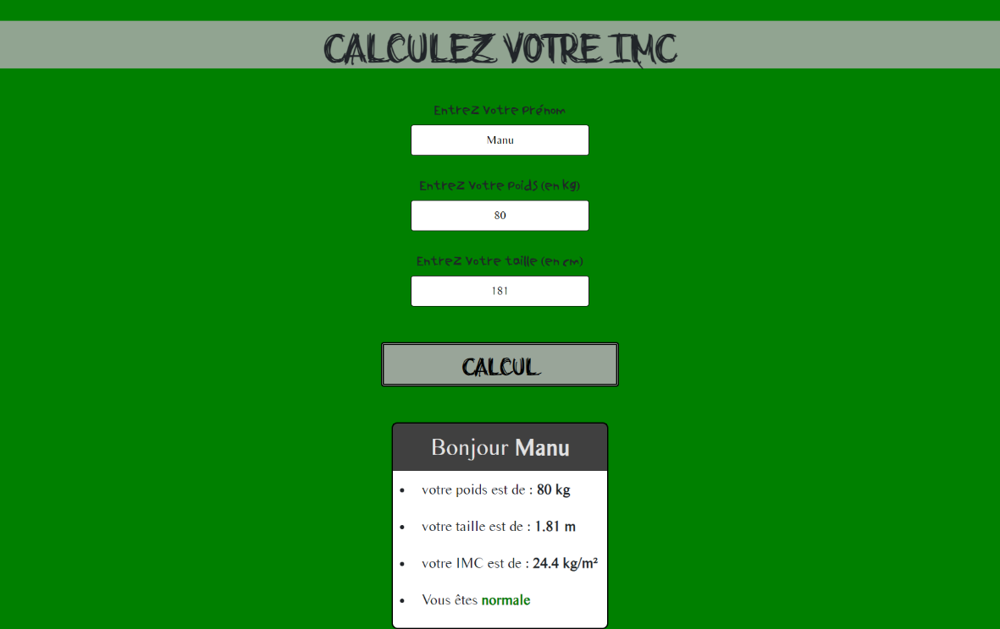 CALCULEZ VOTRE IMC
Entrez Votre Prénom
Manu
Entrez Votre Poids (en kg)
80
Entrez Votre taille (en cm)
181
CALCUL
Bonjour Manu
• votre poids est de : 80 kg
• votre taille est de : 1.81 m
• votre IMC est de : 24.4 kg/m²
• Vous êtes normale